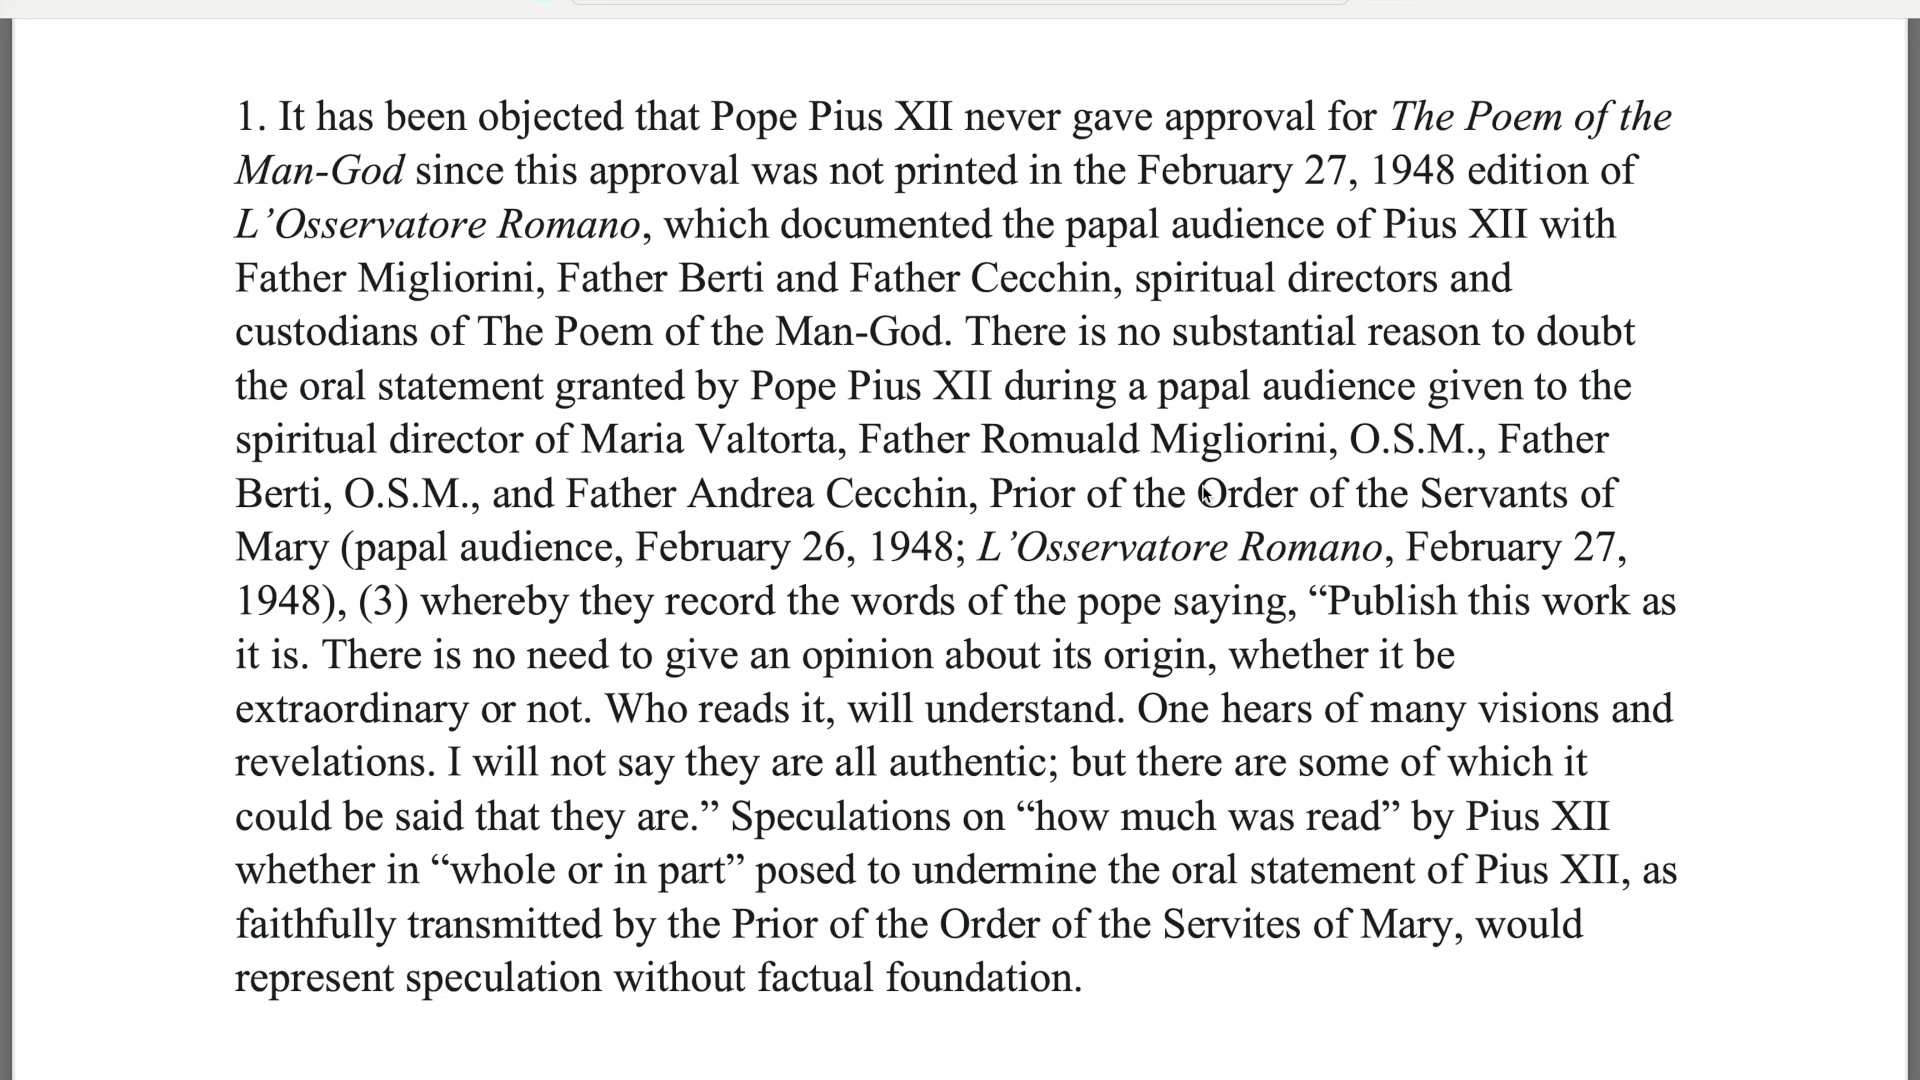 1. It has been objected that Pope Pius XII never gave approval for The Poem of the
Man-God since this approval was not printed in the February 27, 1948 edition of
L’Osservatore Romano, which documented the papal audience of Pius XII with
Father Migliorini, Father Berti and Father Cecchin, spiritual directors and
custodians of The Poem of the Man-God. There is no substantial reason to doubt
the oral statement granted by Pope Pius XII during a papal audience given to the
spiritual director of Maria Valtorta, Father Romuald Migliorini, O.S.M., Father
Berti, O.S.M., and Father Andrea Cecchin, Prior of the Order of the Servants of
Mary (papal audience, February 26, 1948; L’Osservatore Romano, February 27,
1948), (3) whereby they record the words of the pope saying, “Publish this work as
it is. There is no need to give an opinion about its origin, whether it be
extraordinary or not. Who reads it, will understand. One hears of many visions and
revelations. I will not say they are all authentic; but there are some of which it
could be said that they are.” Speculations on “how much was read” by Pius XII
whether in “whole or in part” posed to undermine the oral statement of Pius XII, as
faithfully transmitted by the Prior of the Order of the Servites of Mary, would
represent speculation without factual foundation.